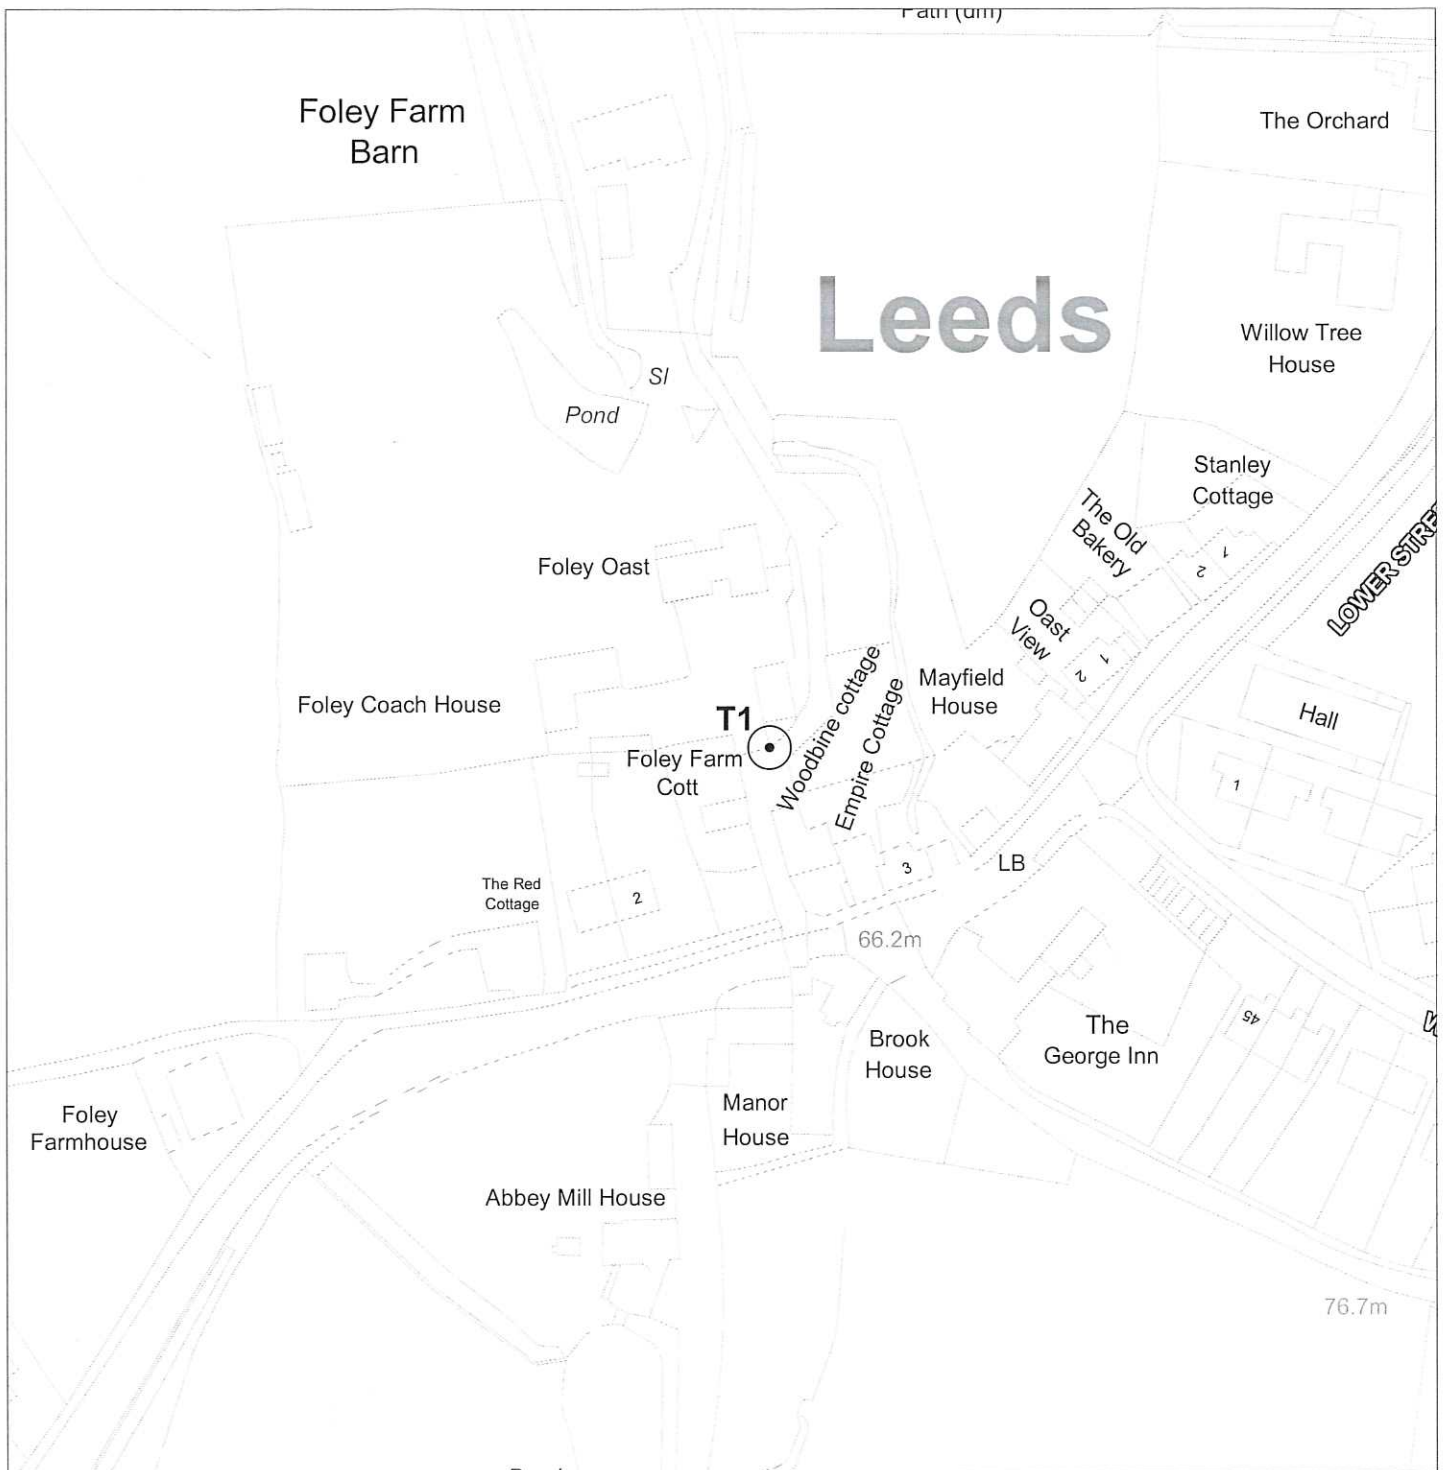 Path (um)
Foley Farm
Barn
The Orchard
Leeds
Willow Tree
House
Sl
Pond
Stanley
Cottage
The Old
Bakery
1
2
LOWER STREE
Foley Oast
Oast
View
1
2
Woodbine cottage
Empire Cottage
Mayfield
House
Foley Coach House
T1
Hall
Foley Farm
Cott
1
The Red
Cottage
2
3
LB
66.2m
45
The
George Inn
Brook
House
Foley
Farmhouse
Manor
House
Abbey Mill House
76.7m